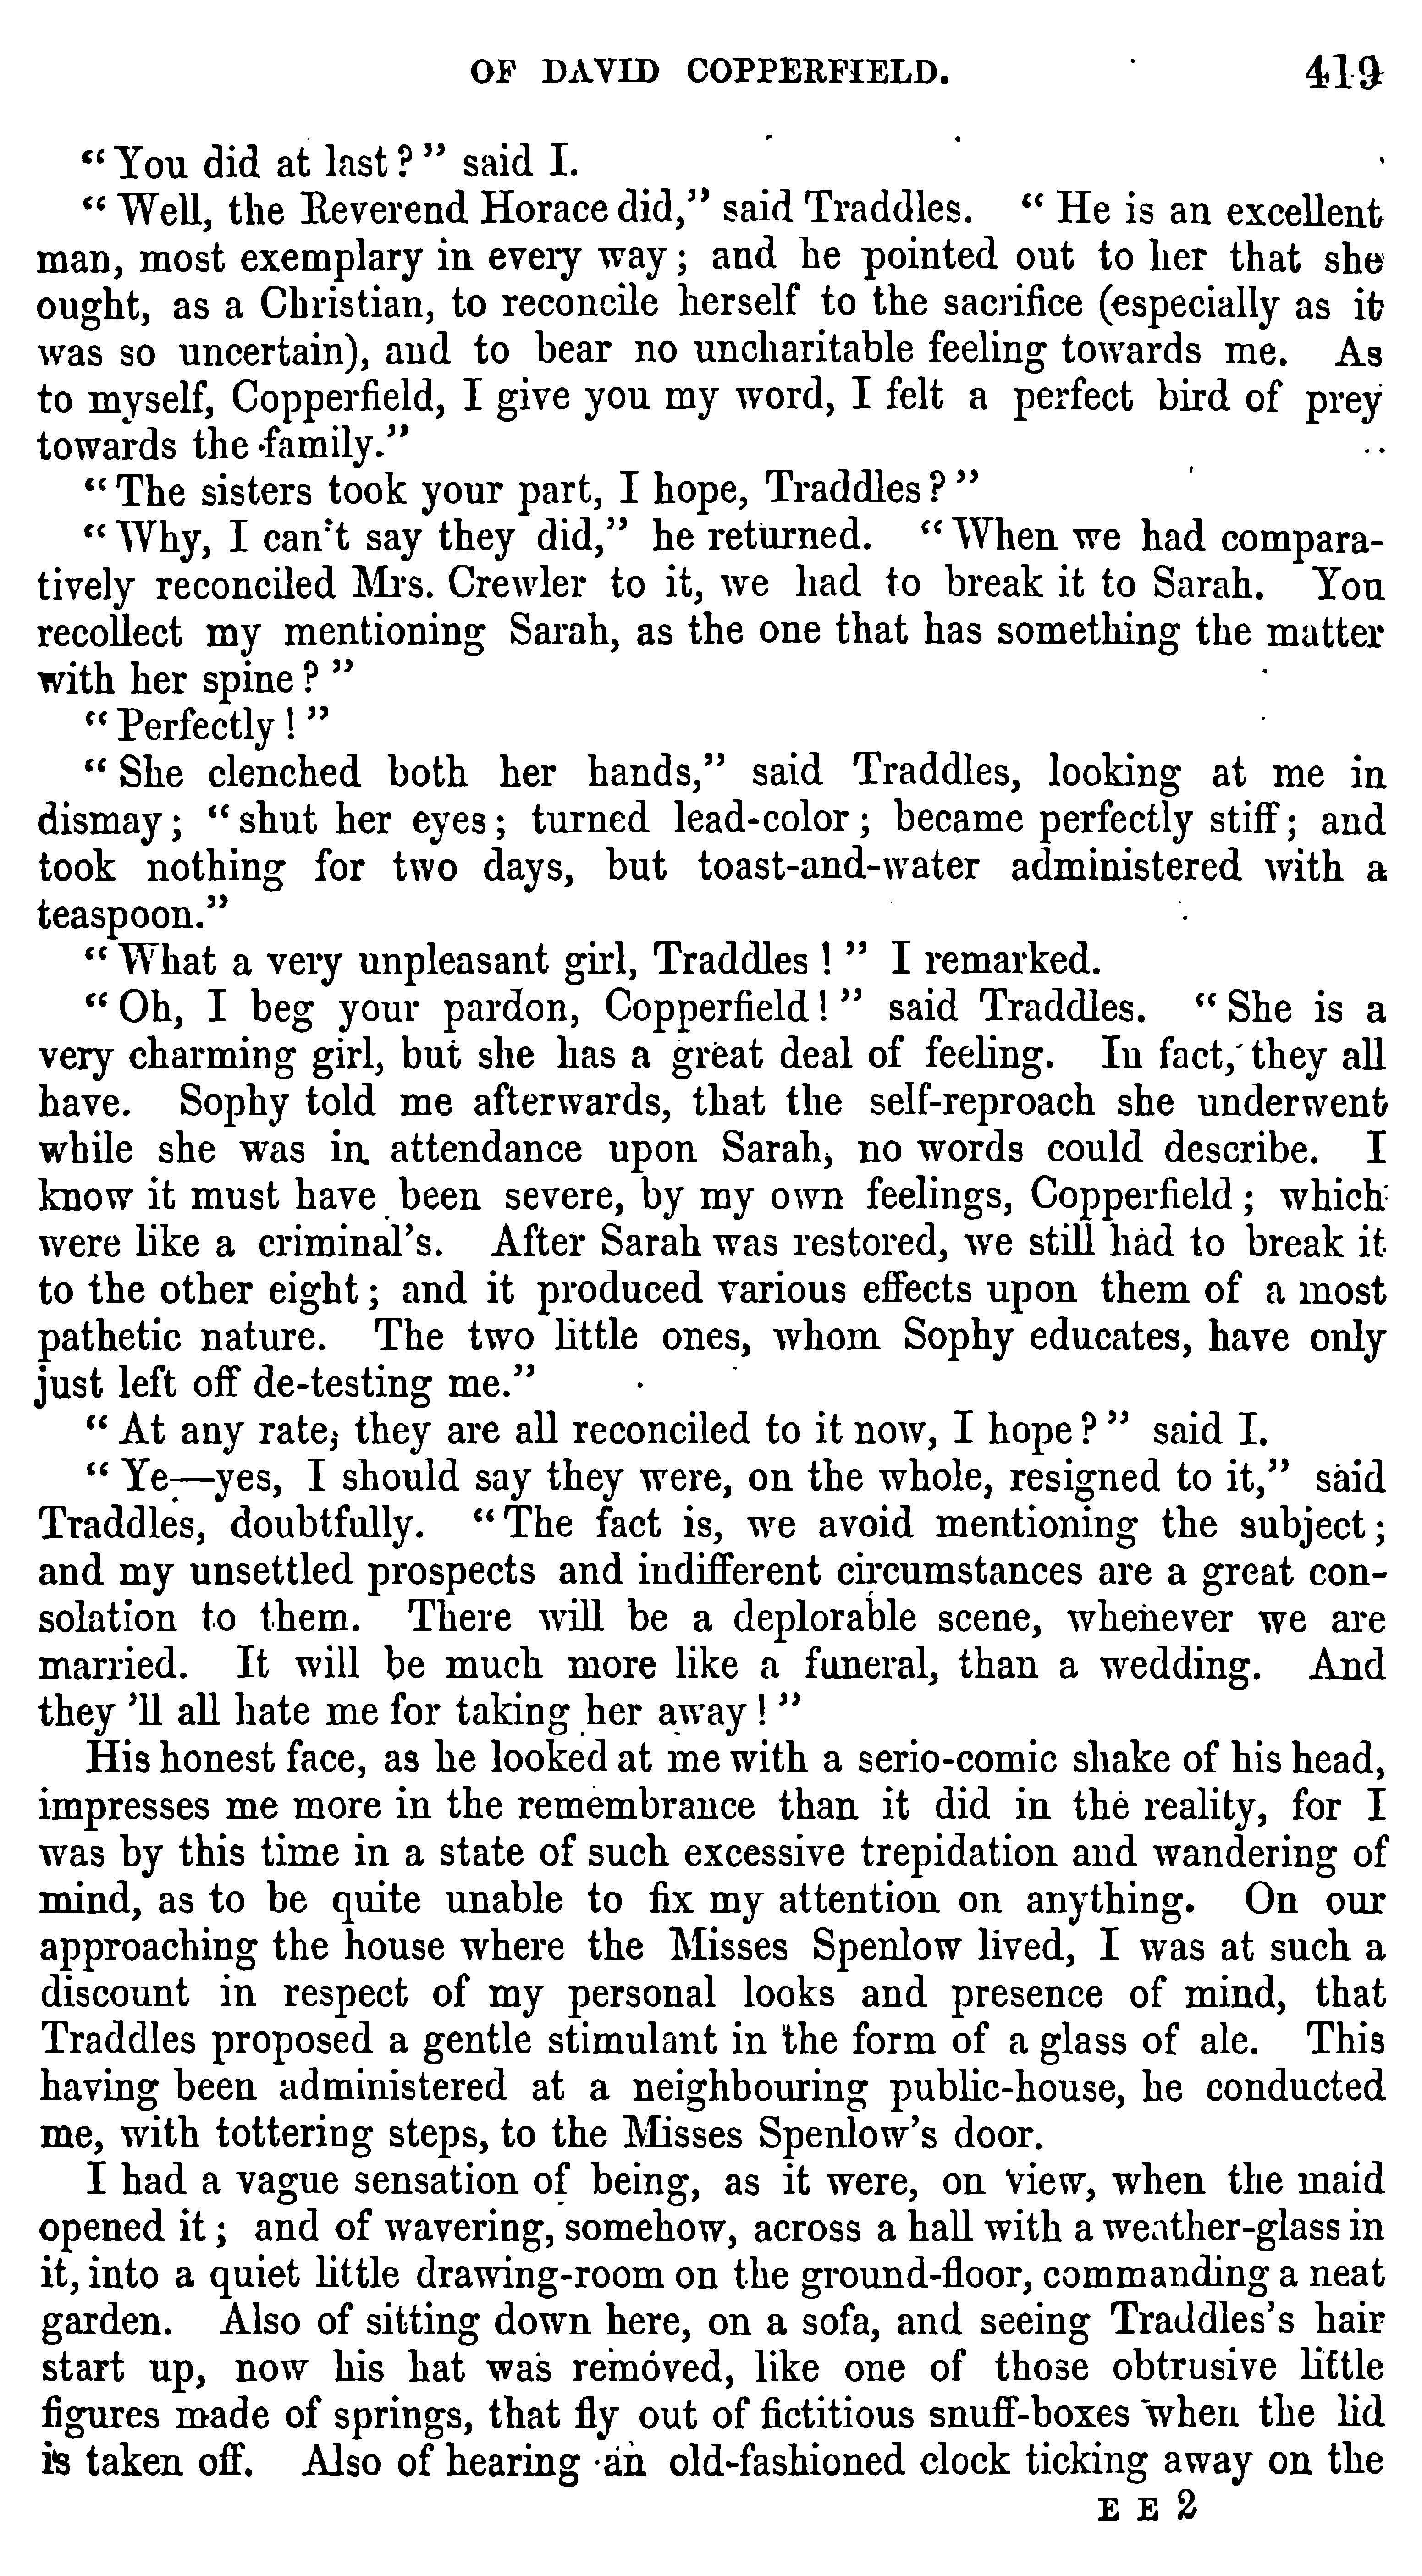 OF DAVID COPPERFIELD. 419
“You did at last?” said I.
“Well, the Reverend Horace did,” said Traddles. “He is an excellent
man, most exemplary in every way; and he pointed out to her that she
ought, as a Christian, to reconcile herself to the sacrifice (especially as it
was so uncertain), and to bear no uncharitable feeling towards me. As
to myself, Copperfield, I give you my word, I felt a perfect bird of prey
towards the family.”
“The sisters took your part, I hope, Traddles?”
“Why, I can't say they did,” he returned. “When we had compara-
tively reconciled Mrs. Crewler to it, we had to break it to Sarah. You
recollect my mentioning Sarah, as the one that has something the matter
with her spine?”
“Perfectly!”
“She clenched both her hands,” said Traddles, looking at me in
dismay; “shut her eyes; turned lead-color; became perfectly stiff; and
took nothing for two days, but toast-and-water administered with a
teaspoon.”
“What a very unpleasant girl, Traddles!” I remarked.
“Oh, I beg your pardon, Copperfield!” said Traddles. “She is a
very charming girl, but she has a great deal of feeling. In fact, they all
have. Sophy told me afterwards, that the self-reproach she underwent
while she was in attendance upon Sarah, no words could describe. I
know it must have been severe, by my own feelings, Copperfield; which
were like a criminal's. After Sarah was restored, we still had to break it
to the other eight; and it produced various effects upon them of a most
pathetic nature. The two little ones, whom Sophy educates, have only
just left off de-testing me.”
“At any rate, they are all reconciled to it now, I hope?” said I.
“Ye—yes, I should say they were, on the whole, resigned to it,” said
Traddles, doubtfully. “The fact is, we avoid mentioning the subject;
and my unsettled prospects and indifferent circumstances are a great con-
solation to them. There will be a deplorable scene, whenever we are
married. It will be much more like a funeral, than a wedding. And
they 'll all hate me for taking her away!”
His honest face, as he looked at me with a serio-comic shake of his head,
impresses me more in the remembrance than it did in the reality, for I
was by this time in a state of such excessive trepidation and wandering of
mind, as to be quite unable to fix my attention on anything. On our
approaching the house where the Misses Spenlow lived, I was at such a
discount in respect of my personal looks and presence of mind, that
Traddles proposed a gentle stimulant in the form of a glass of ale. This
having been administered at a neighbouring public-house, he conducted
me, with tottering steps, to the Misses Spenlow's door.
I had a vague sensation of being, as it were, on view, when the maid
opened it; and of wavering, somehow, across a hall with a weather-glass in
it, into a quiet little drawing-room on the ground-floor, commanding a neat
garden. Also of sitting down here, on a sofa, and seeing Traddles's hair
start up, now his hat was removed, like one of those obtrusive little
figures made of springs, that fly out of fictitious snuff-boxes when the lid
is taken off. Also of hearing an old-fashioned clock ticking away on the
E E 2